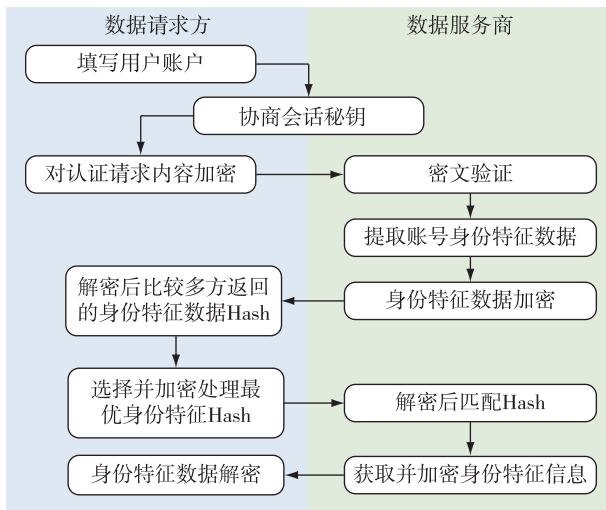 数据请求方
数据服务商
填写用户账户
协商会话秘钥
对认证请求内容加密
密文验证
提取账号身份特征数据
身份特征数据加密
解密后比较多方返回
的身份特征数据Hash
选择并加密处理最
优身份特征Hash
解密后匹配Hash
获取并加密身份特征信息
身份特征数据解密